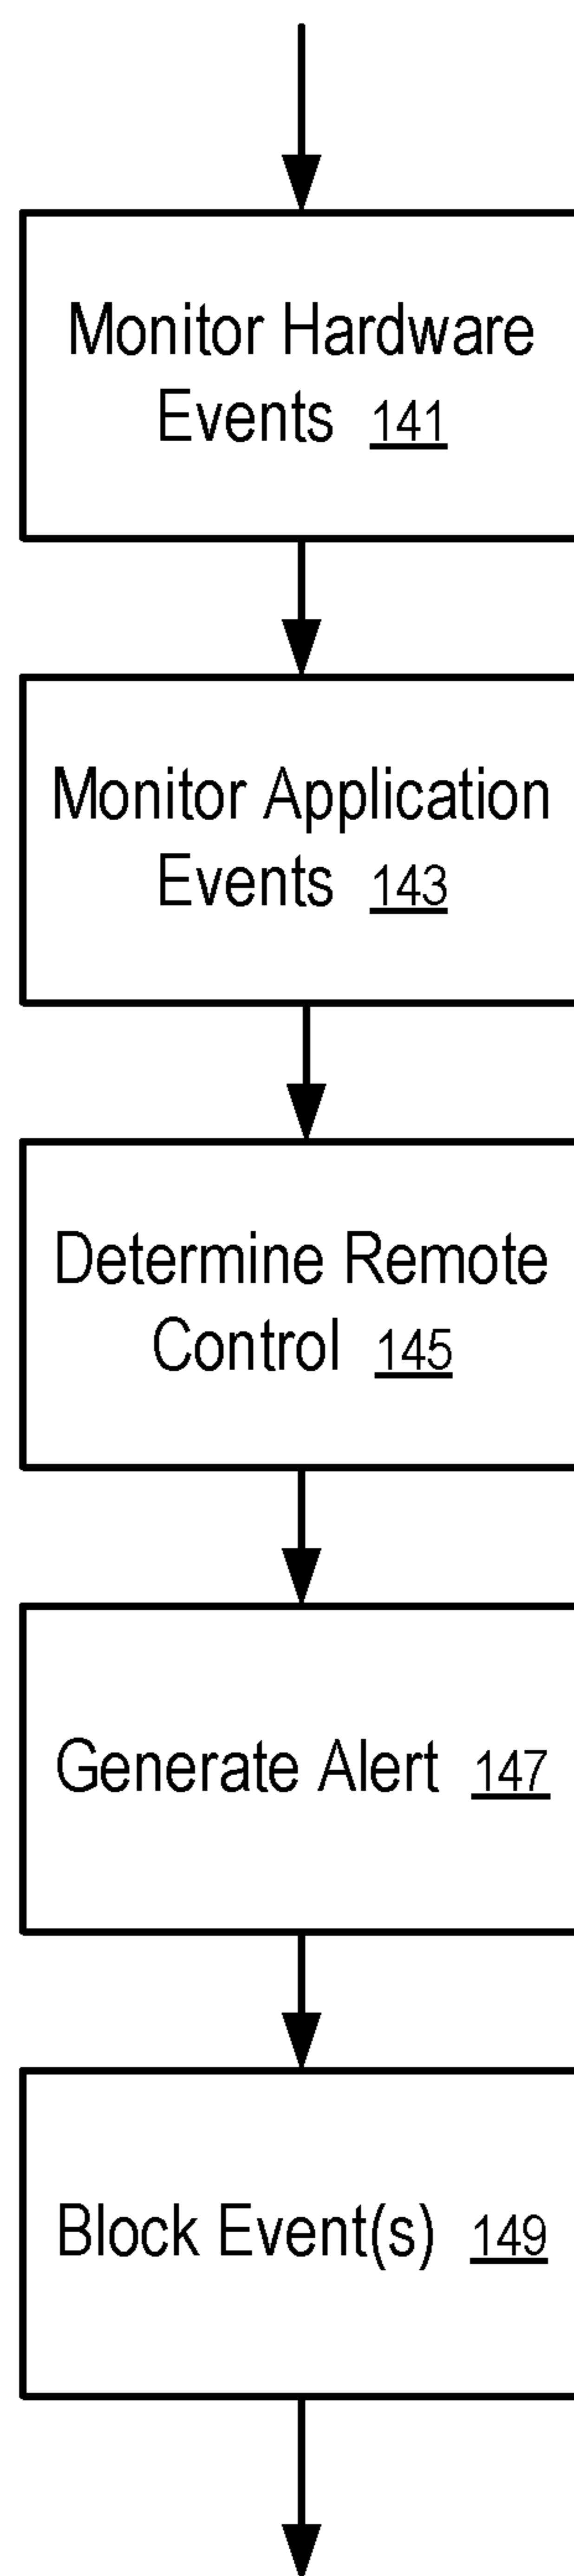 Monitor Hardware
Events 141
Monitor Application
Events 143
Determine Remote
Control 145
Generate Alert 147
Block Event(s) 149